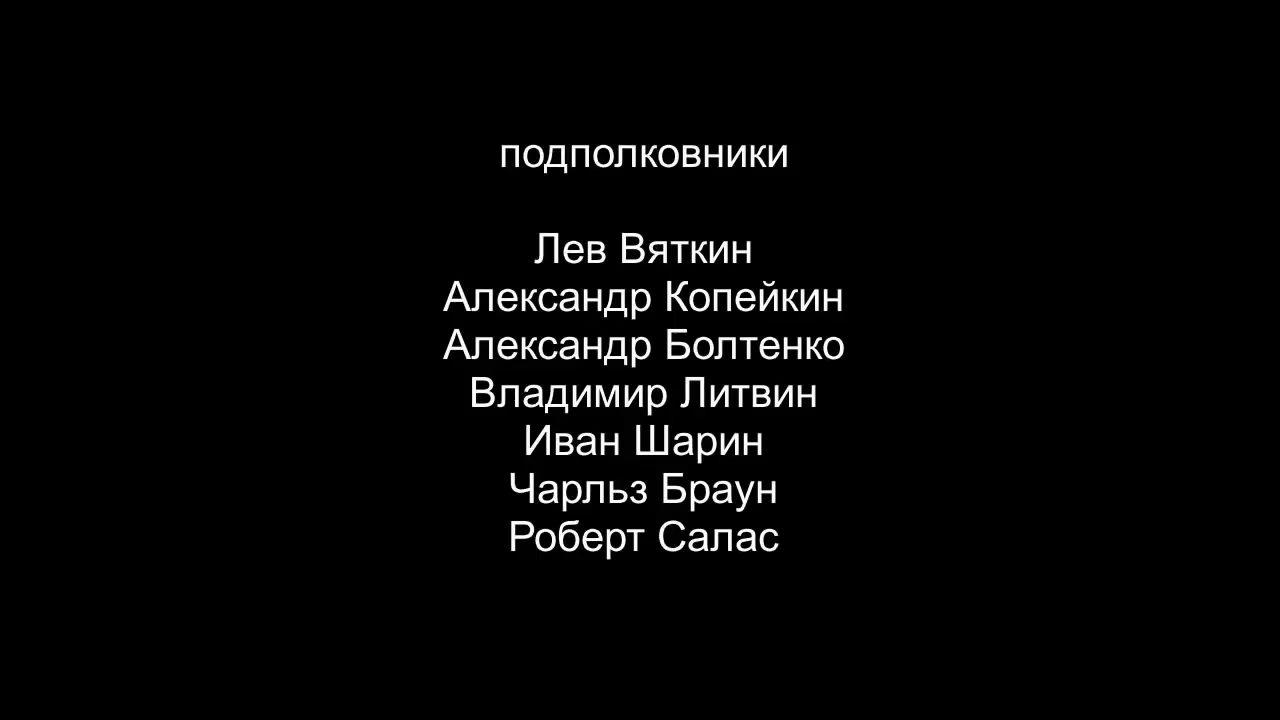 подполковники
Лев Вяткин
Александр Копейкин
Александр Болтенко
Владимир Литвин
Иван Шарин
Чарльз Браун
Роберт Салас